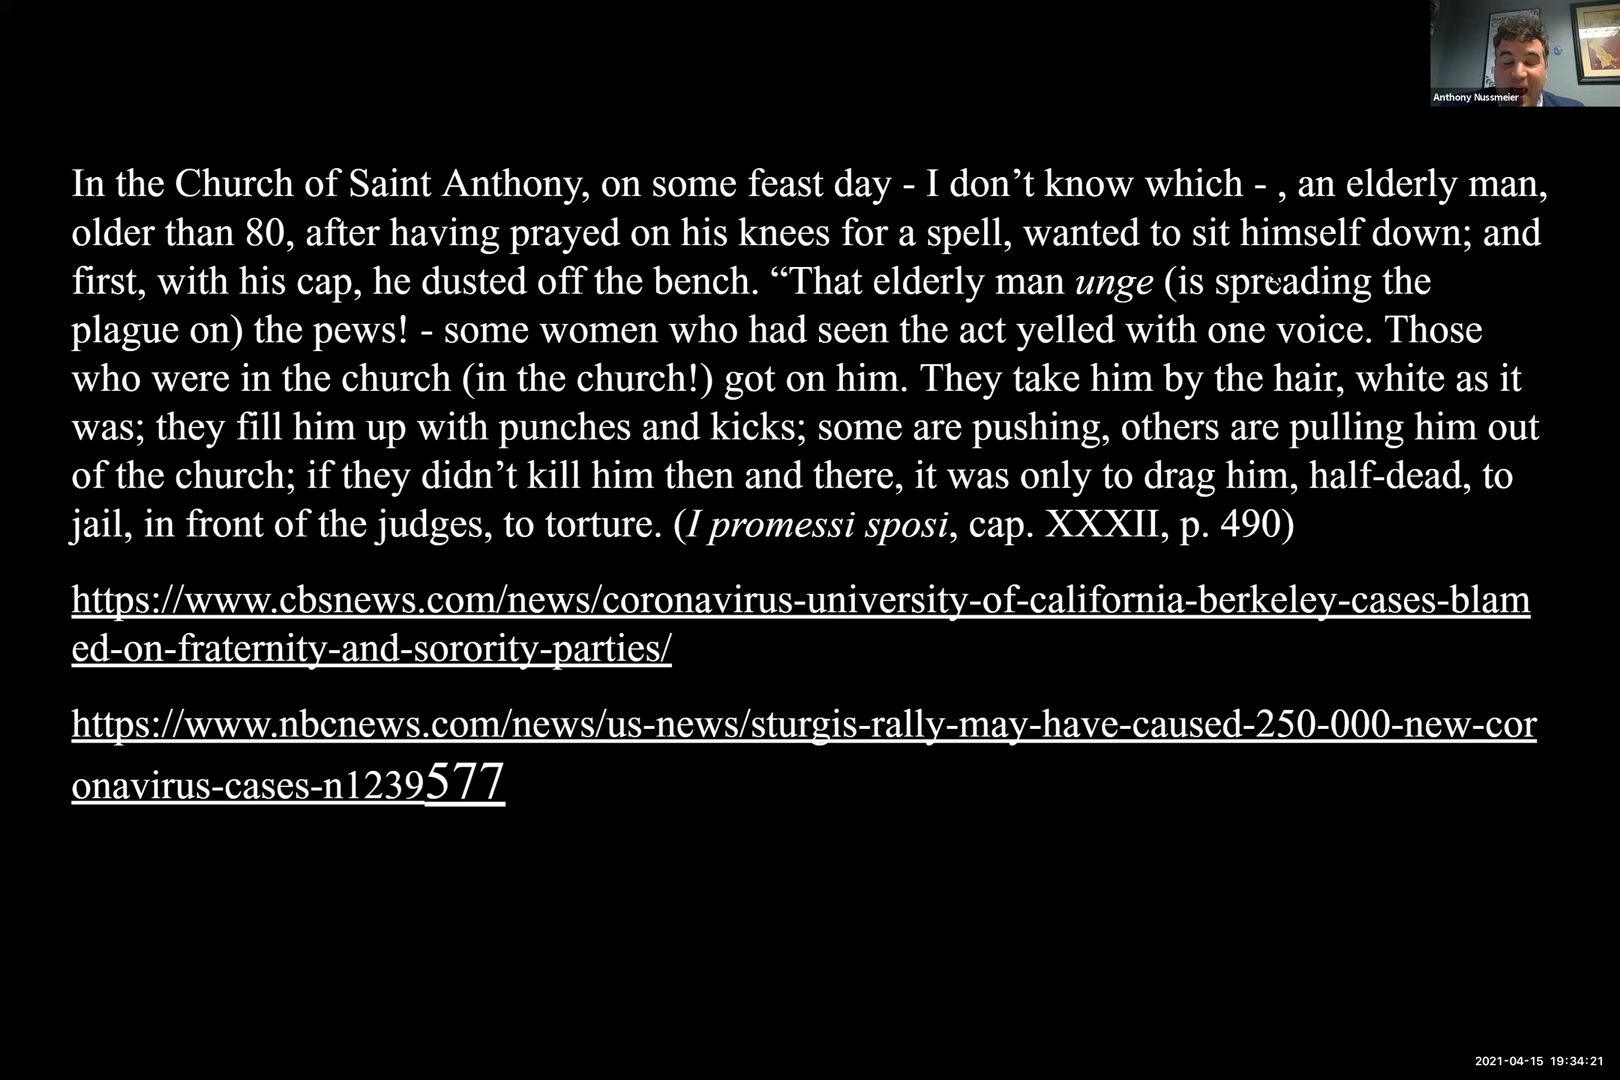 Anthony Nussmeier
In the Church of Saint Anthony, on some feast day - I don’t know which - , an elderly man,
older than 80, after having prayed on his knees for a spell, wanted to sit himself down; and
first, with his cap, he dusted off the bench. “That elderly man unge (is spreading the
plague on) the pews! - some women who had seen the act yelled with one voice. Those
who were in the church (in the church!) got on him. They take him by the hair, white as it
was; they fill him up with punches and kicks; some are pushing, others are pulling him out
of the church; if they didn’t kill him then and there, it was only to drag him, half-dead, to
jail, in front of the judges, to torture. (I promessi sposi, cap. XXXII, p. 490)
https://www.cbsnews.com/news/coronavirus-university-of-california-berkeley-cases-blam
ed-on-fraternity-and-sorority-parties/
https://www.nbcnews.com/news/us-news/sturgis-rally-may-have-caused-250-000-new-cor
onavirus-cases-n1239577
2021-04-15 19:34:21